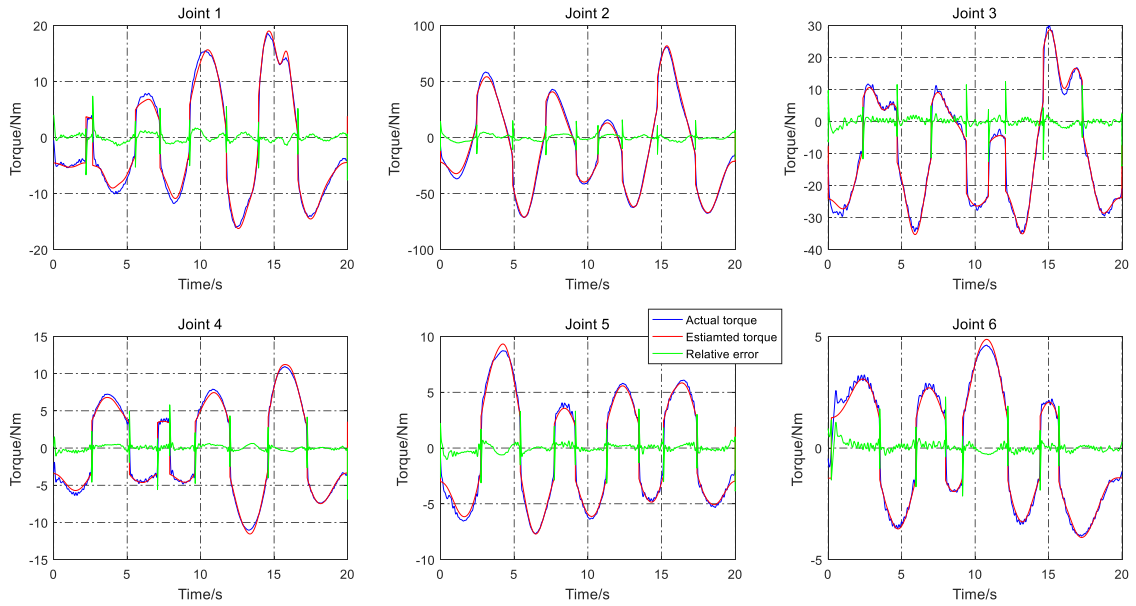 Joint 1
Torque/Nm
20
10
0
-10
-20
0 5 10 15 20
Time/s
Joint 2
Torque/Nm
100
50
0
-50
-100
0 5 10 15 20
Time/s
Joint 3
Torque/Nm
30
20
10
0
-10
-20
-30
-40
0 5 10 15 20
Time/s
Joint 4
Torque/Nm
15
10
5
0
-5
-10
-15
0 5 10 15 20
Time/s
Joint 5
Torque/Nm
10
5
0
-5
-10
0 5 10 15 20
Time/s
Actual torque
Estiamted torque
Relative error
Joint 6
Torque/Nm
5
0
-5
0 5 10 15 20
Time/s